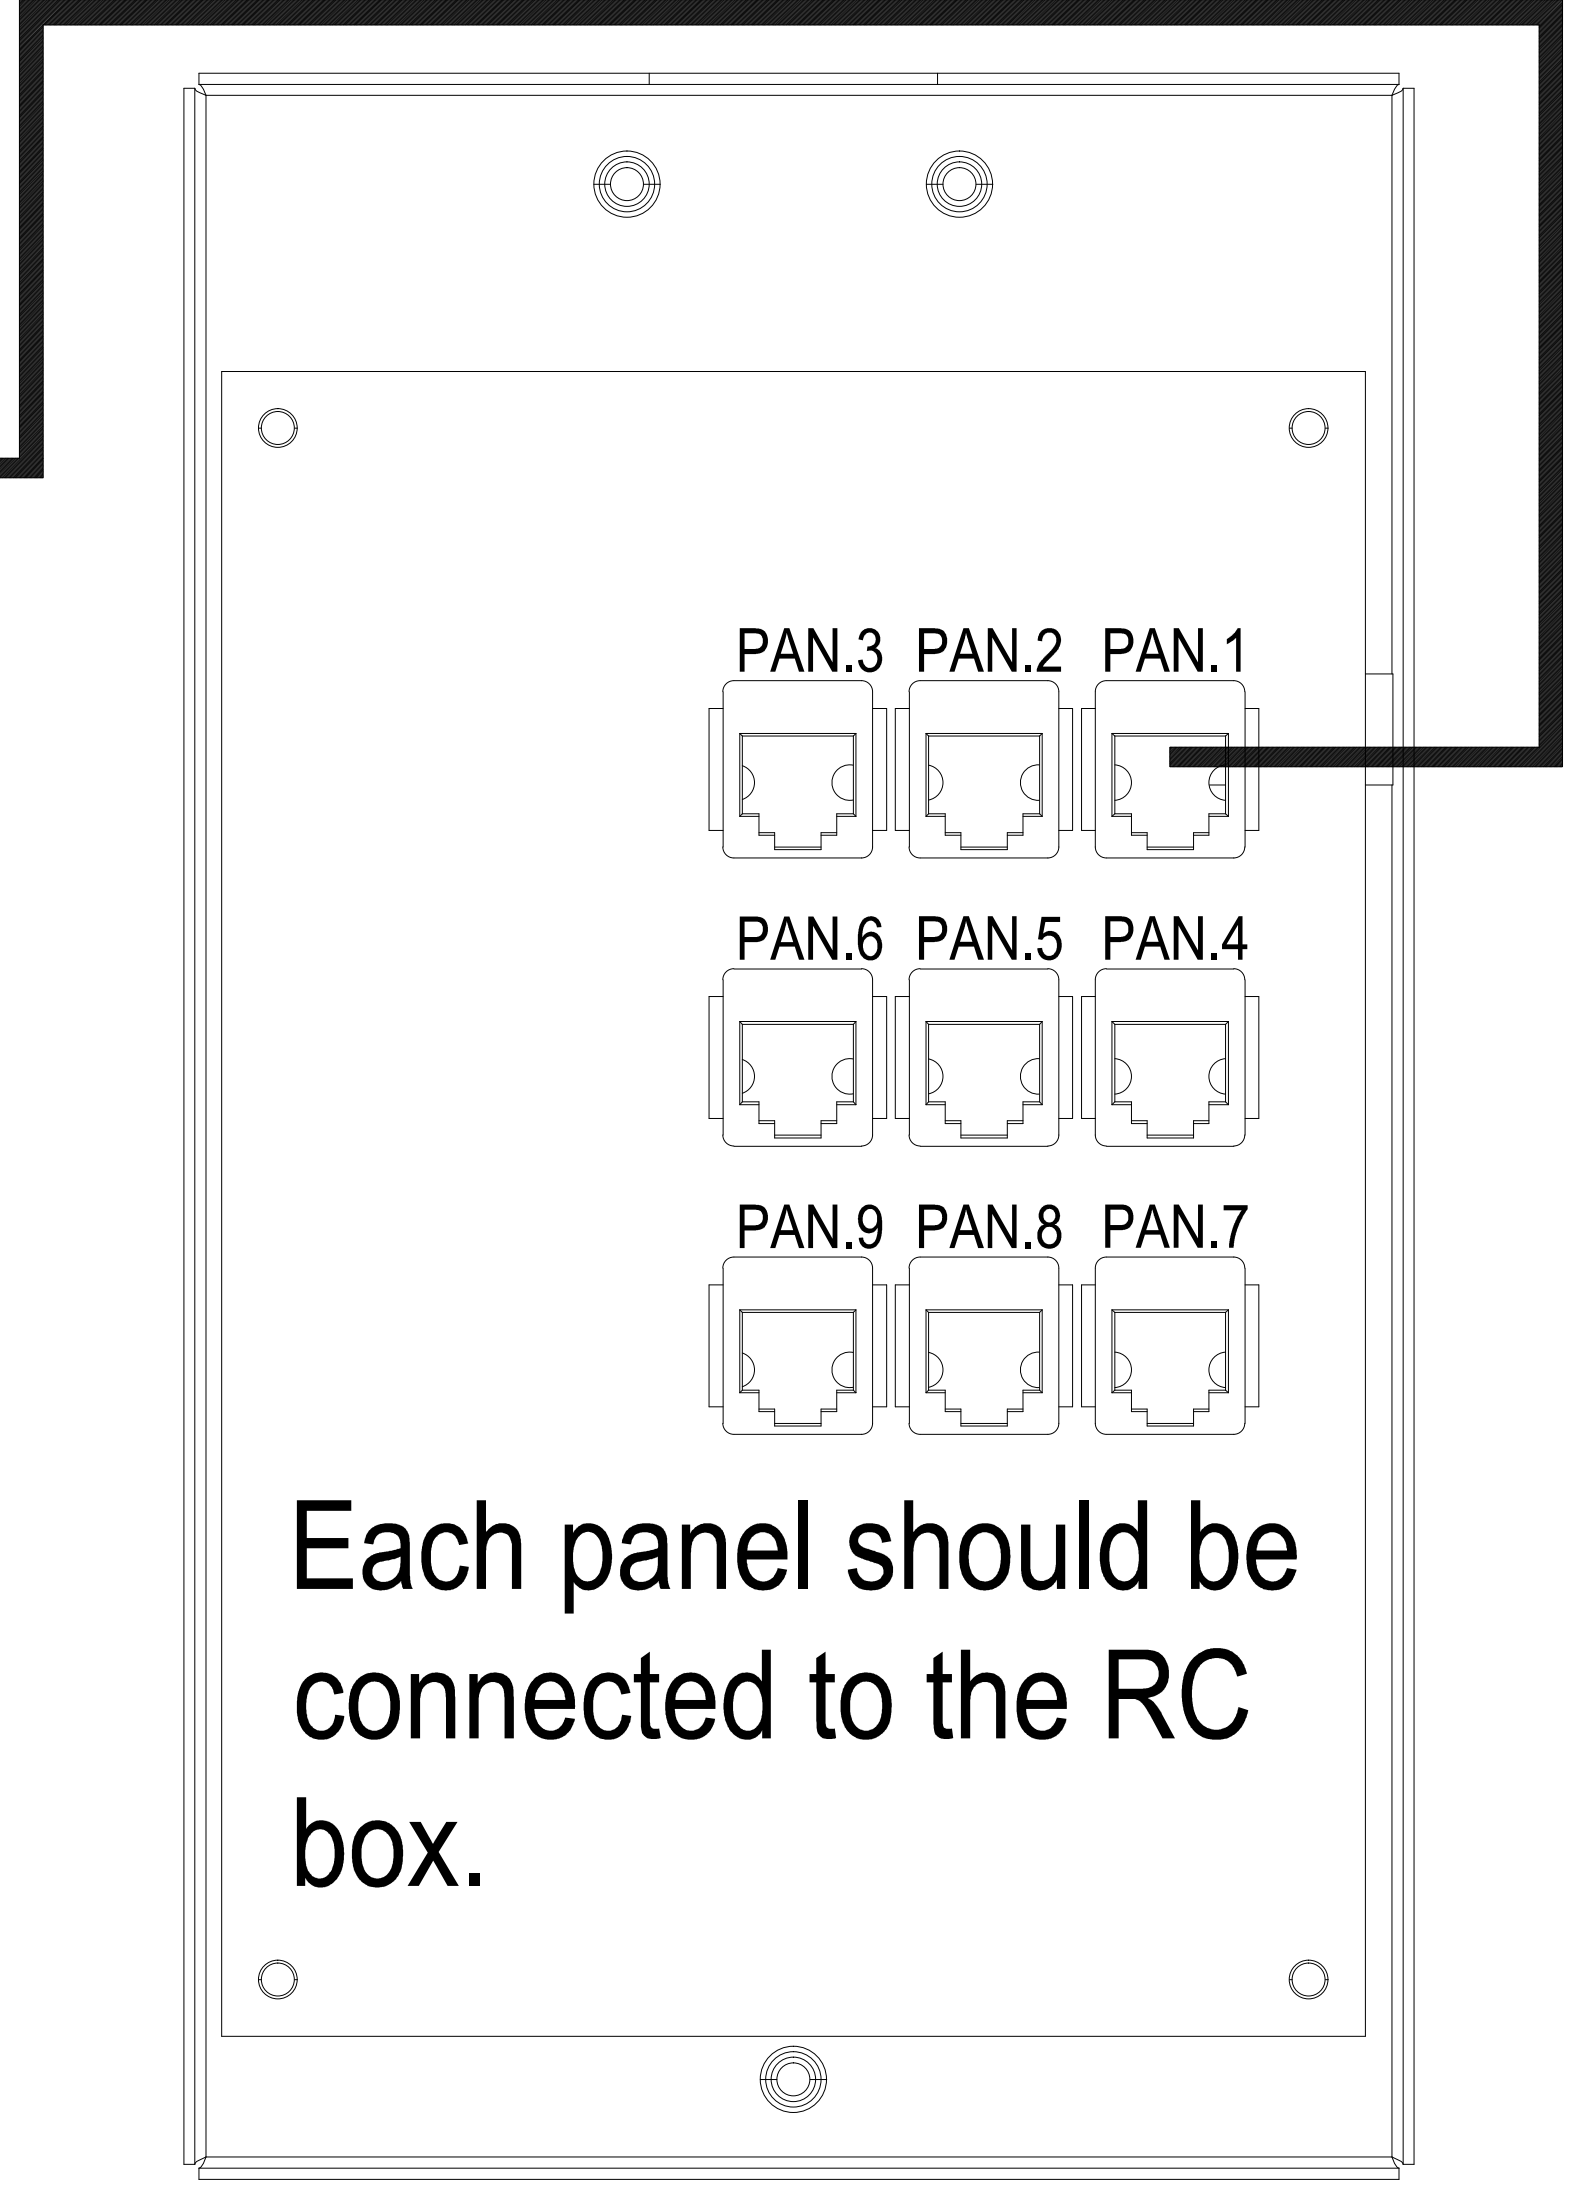 PAN.3 PAN.2 PAN.1
PAN.6 PAN.5 PAN.4
PAN.9 PAN.8 PAN.7
Each panel should be
connected to the RC
box.